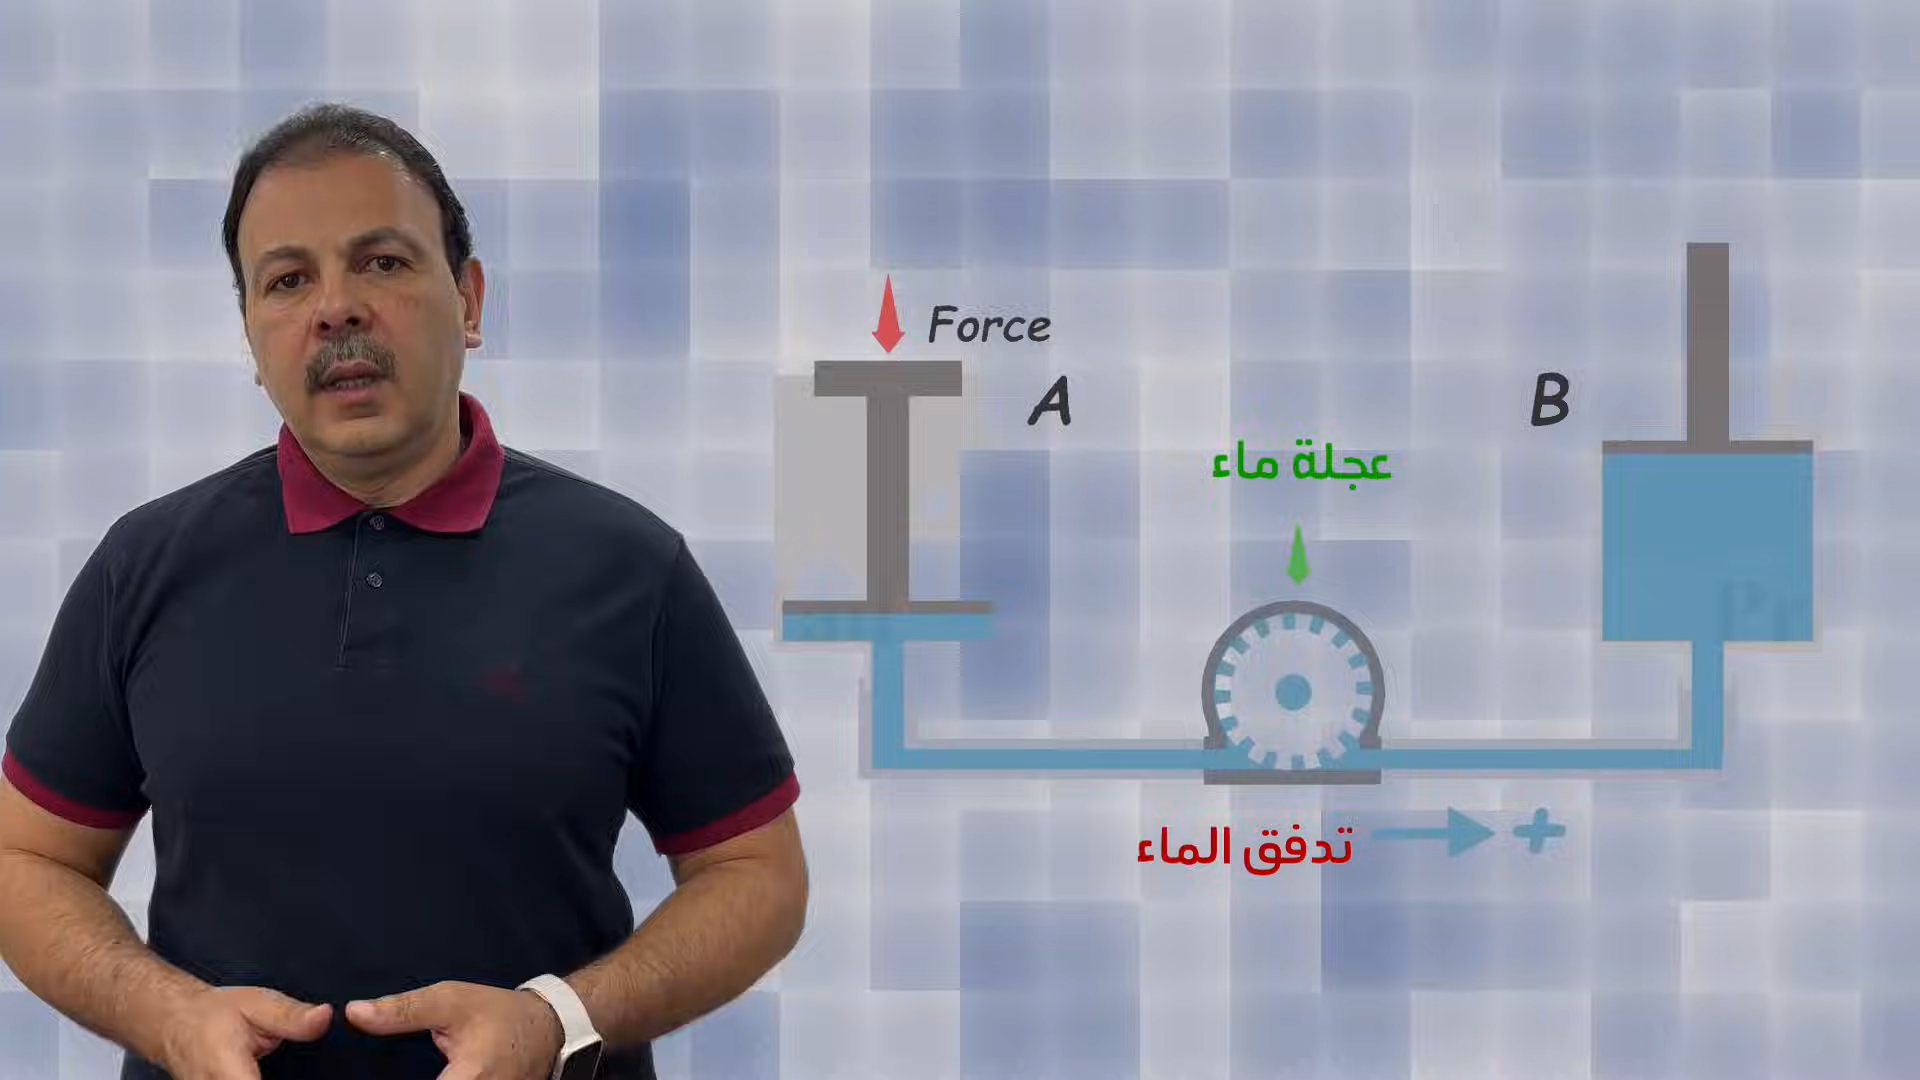 Force
A
B
عجلة ماء
تدفق الماء
+